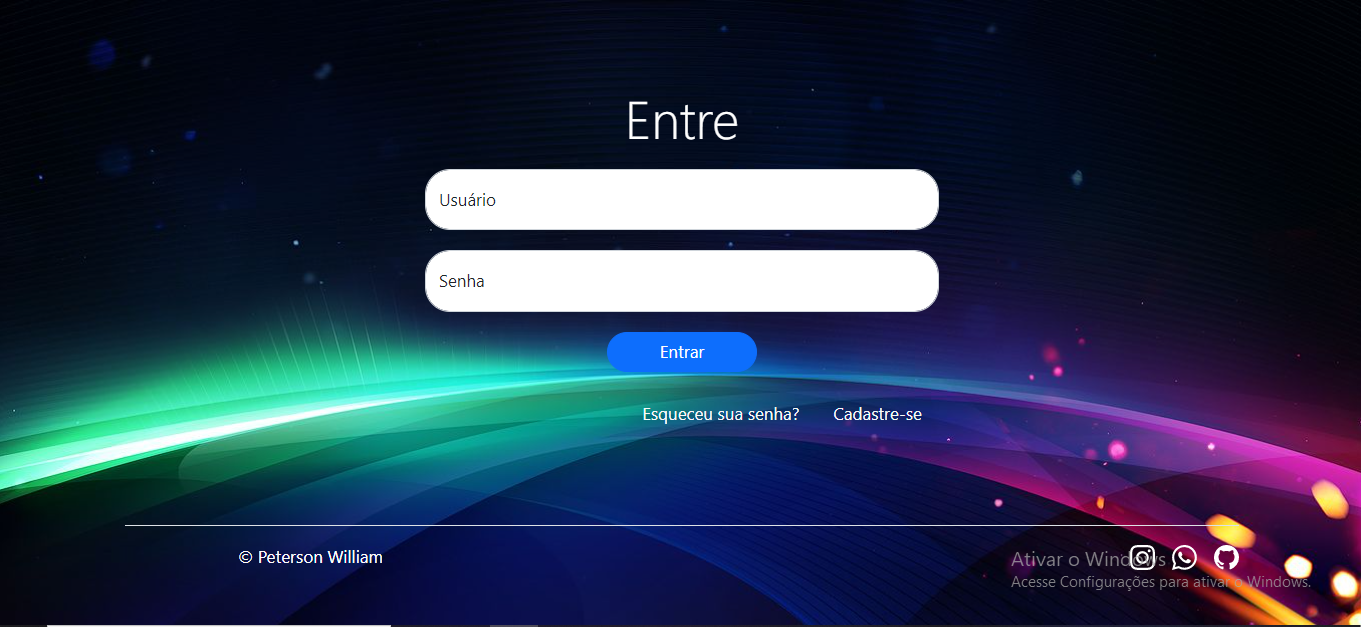 Entre
Usuário
Senha
Entrar
Esqueceu sua senha? Cadastre-se
© Peterson William
Ativar o Windows
Acesse Configurações para ativar o Windows.